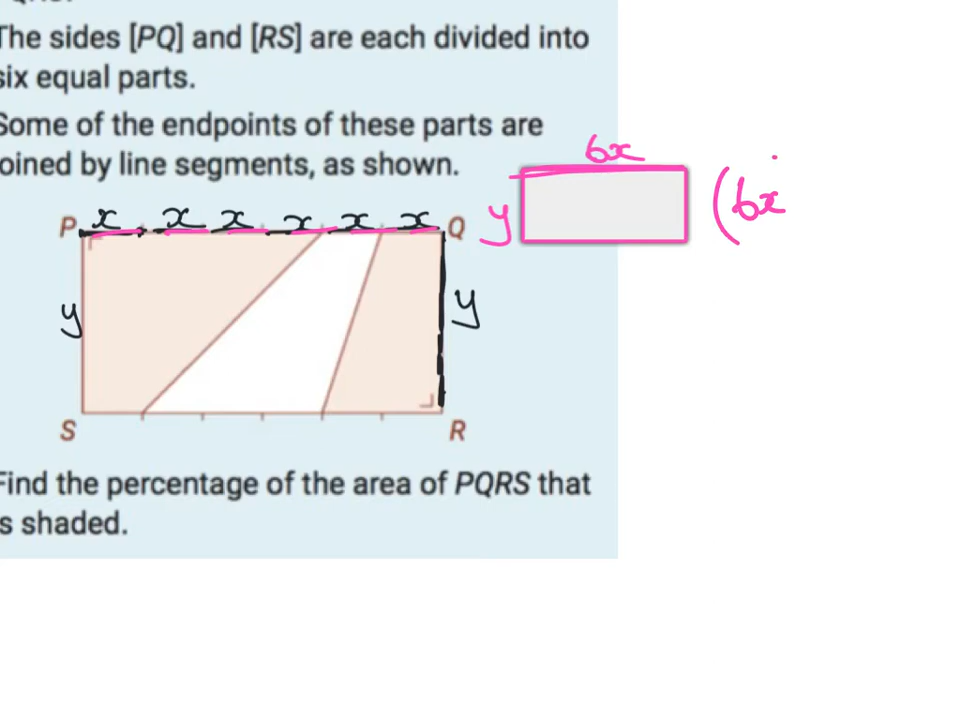 The sides [PQ] and [RS] are each divided into
six equal parts.
Some of the endpoints of these parts are
joined by line segments, as shown.
6x
P x x x x x x Q
y (6x
y y
S R
Find the percentage of the area of PQRS that
is shaded.